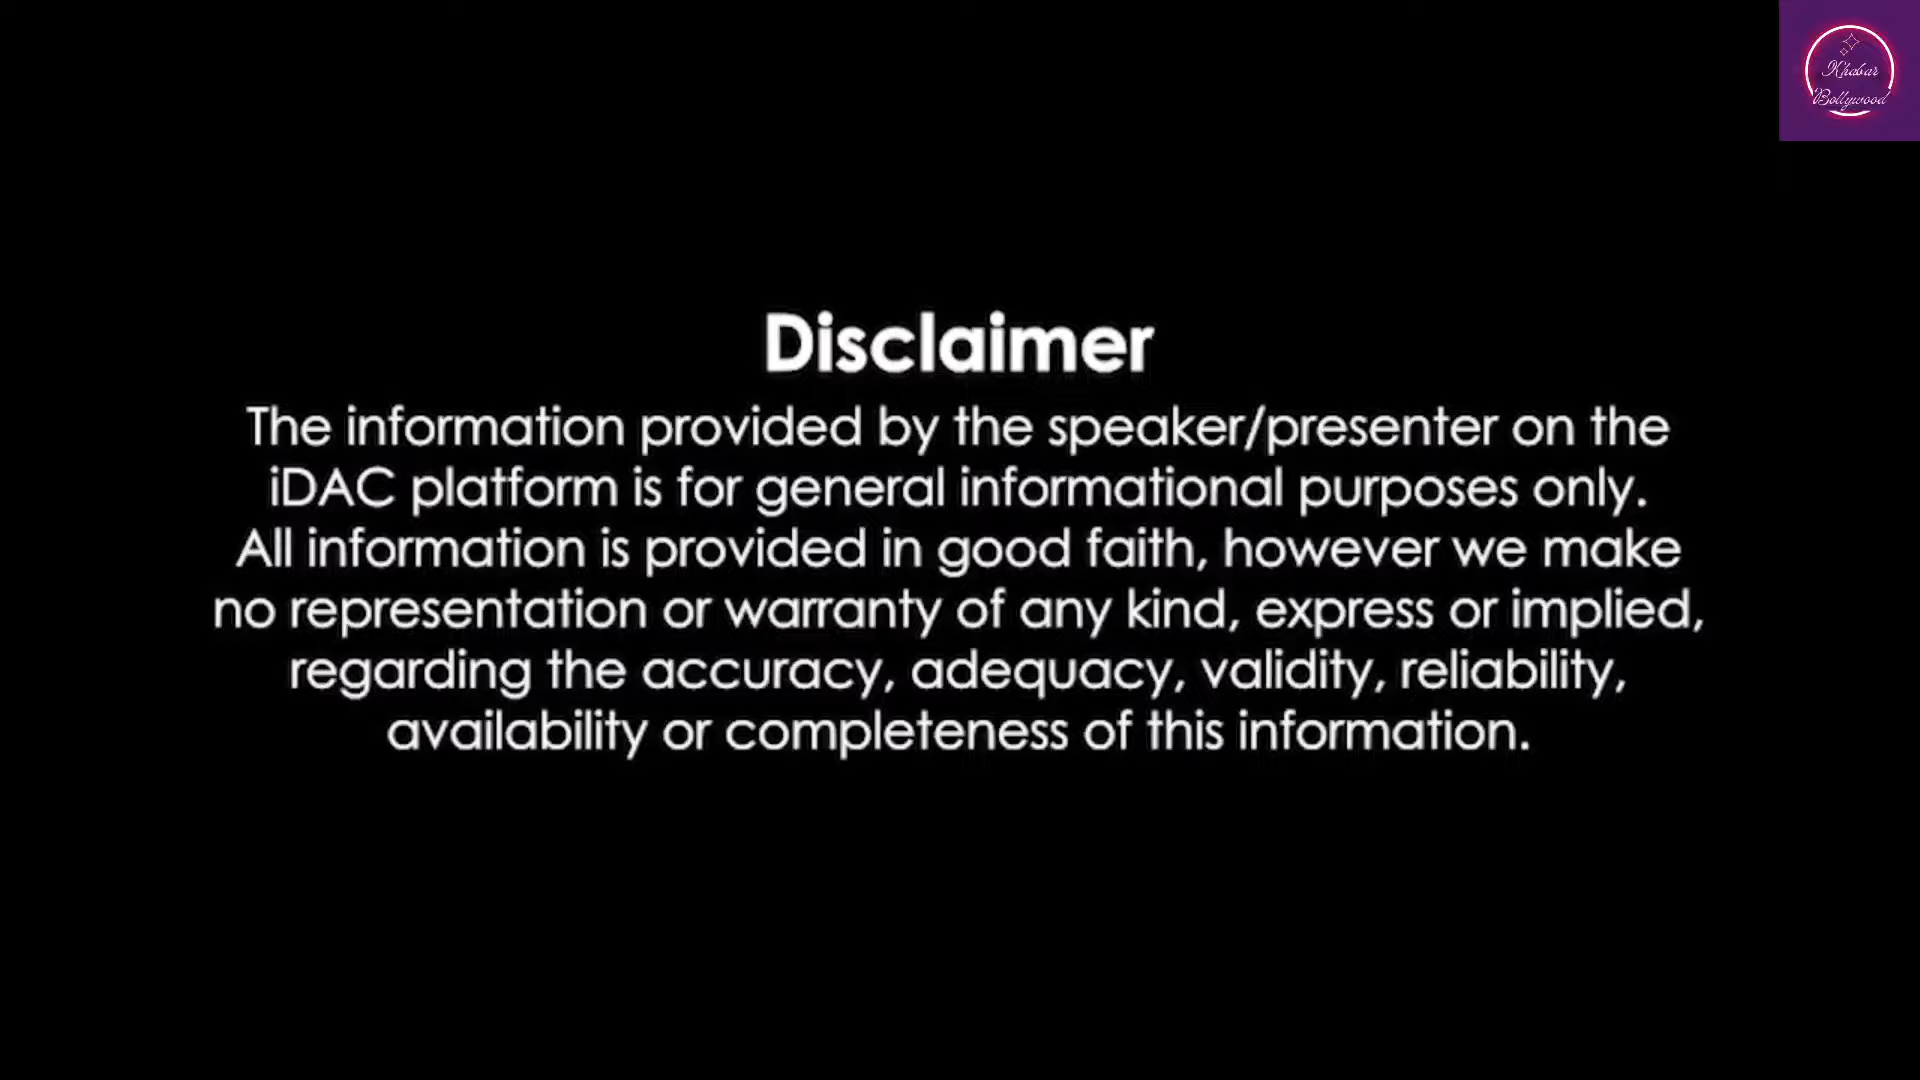 Khabar
Bollywood
Disclaimer
The information provided by the speaker/presenter on the
iDAC platform is for general informational purposes only.
All information is provided in good faith, however we make
no representation or warranty of any kind, express or implied,
regarding the accuracy, adequacy, validity, reliability,
availability or completeness of this information.